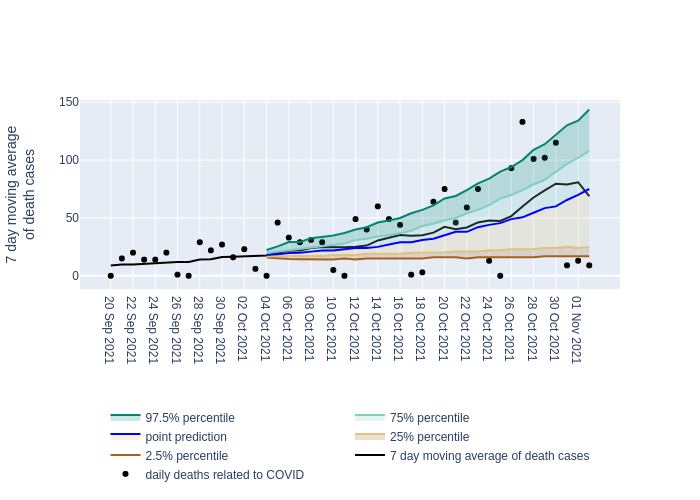 7 day moving average
of death cases
150
100
50
0
20 Sep 2021
22 Sep 2021
24 Sep 2021
26 Sep 2021
28 Sep 2021
30 Sep 2021
02 Oct 2021
04 Oct 2021
06 Oct 2021
08 Oct 2021
10 Oct 2021
12 Oct 2021
14 Oct 2021
16 Oct 2021
18 Oct 2021
20 Oct 2021
22 Oct 2021
24 Oct 2021
26 Oct 2021
28 Oct 2021
30 Oct 2021
01 Nov 2021
97.5% percentile
75% percentile
point prediction
25% percentile
2.5% percentile
7 day moving average of death cases
daily deaths related to COVID